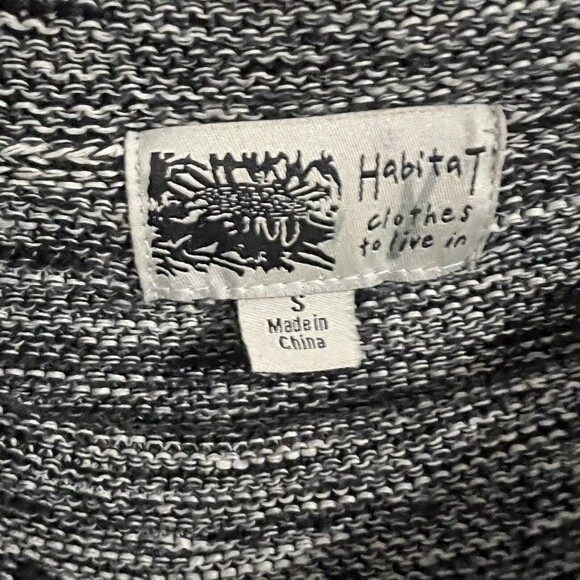 HabitaT
clothes
to live in
S
Made in
China